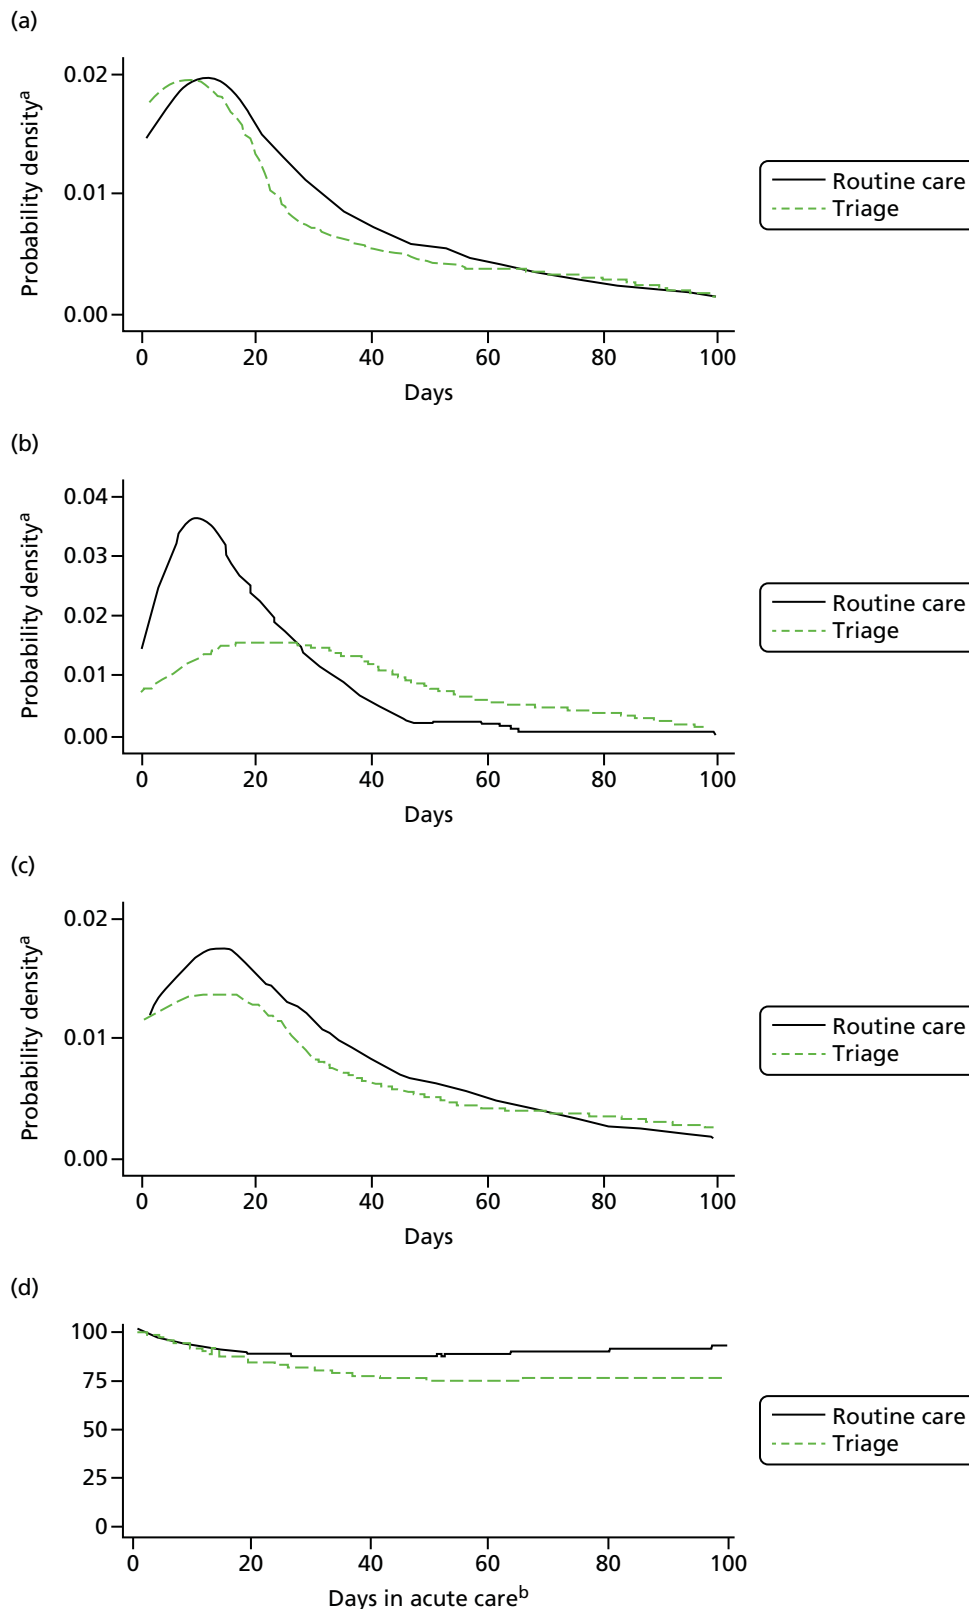 (a)
Probability densitya
0.02
0.01
0.00
0 20 40 60 80 100
Days
Routine care
Triage
(b)
Probability densitya
0.04
0.03
0.02
0.01
0.00
0 20 40 60 80 100
Days
Routine care
Triage
(c)
Probability densitya
0.02
0.01
0.00
0 20 40 60 80 100
Days
Routine care
Triage
(d)
100
75
50
25
0
0 20 40 60 80 100
Days in acute careb
Routine care
Triage